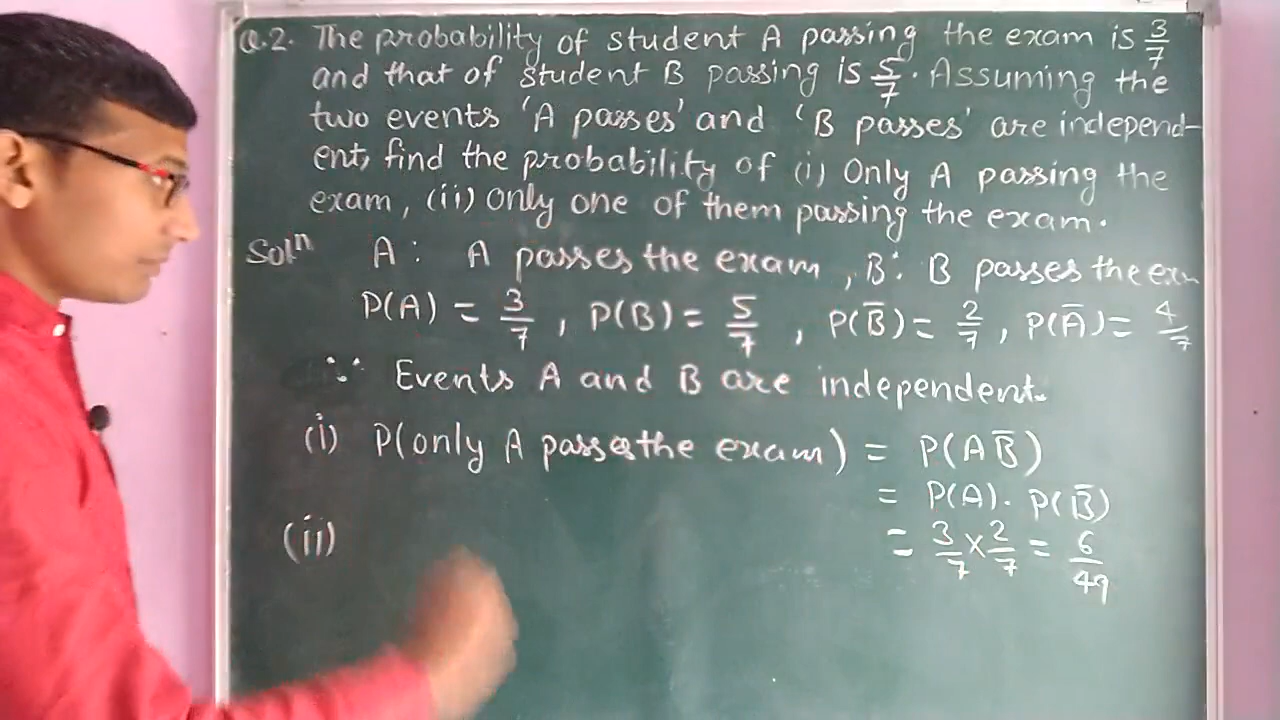 Q.2. The probability of student A passing the exam is 3/7
and that of student B passing is 5/7. Assuming the
two events 'A passes' and 'B passes' are independ-
ent, find the probability of (i) Only A passing the
exam, (ii) Only one of them passing the exam.
Solⁿ A : A passes the exam, B : B passes the exm
P(A) = 3/7, P(B) = 5/7, P(B̅) = 2/7, P(A̅) = 4/7
∵ Events A and B are independent.
(i) P(only A passes the exam) = P(AB̅)
= P(A). P(B̅)
= 3/7 × 2/7 = 6/49
(ii)